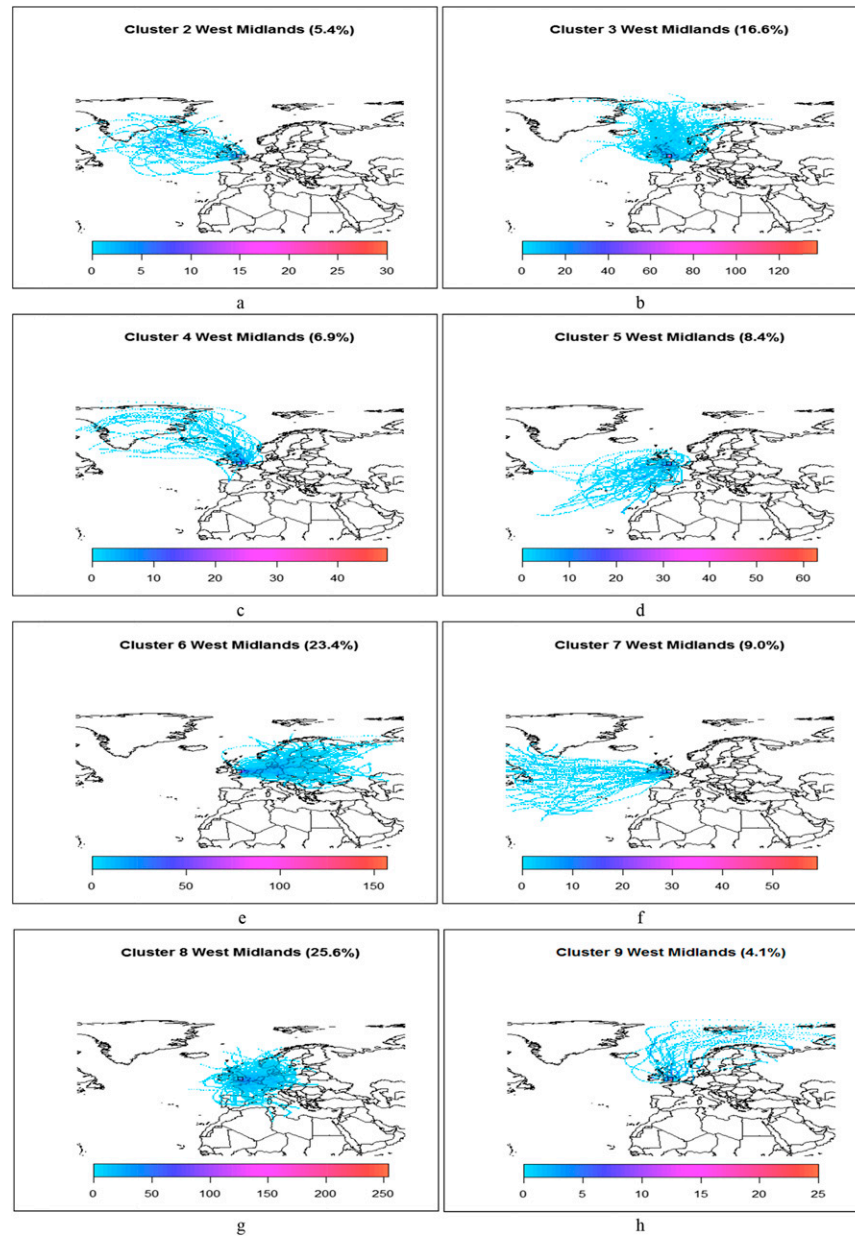 Cluster 2 West Midlands (5.4%)
0 5 10 15 20 25 30
a
Cluster 3 West Midlands (16.6%)
0 20 40 60 80 100 120
b
Cluster 4 West Midlands (6.9%)
0 10 20 30 40
c
Cluster 5 West Midlands (8.4%)
0 10 20 30 40 50 60
d
Cluster 6 West Midlands (23.4%)
0 50 100 150
e
Cluster 7 West Midlands (9.0%)
0 10 20 30 40 50
f
Cluster 8 West Midlands (25.6%)
0 50 100 150 200 250
g
Cluster 9 West Midlands (4.1%)
0 5 10 15 20 25
h